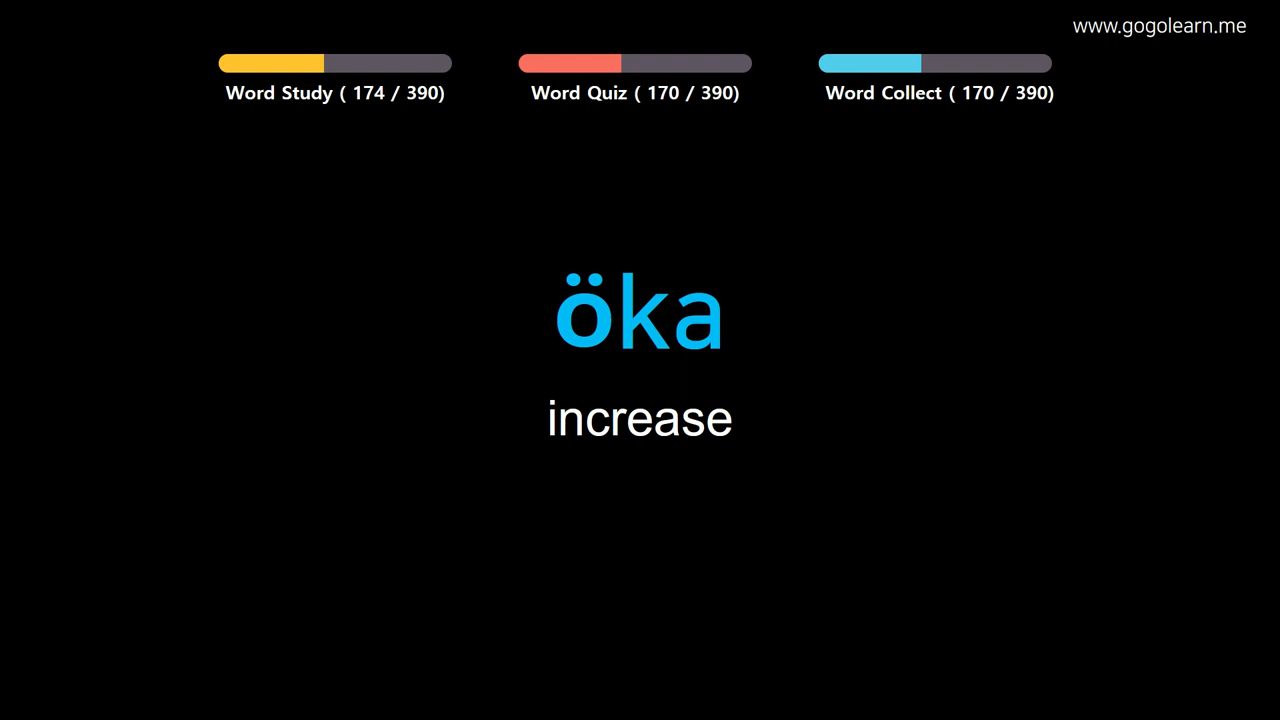 www.gogolearn.me
Word Study ( 174 / 390)
Word Quiz ( 170 / 390)
Word Collect ( 170 / 390)
öka
increase